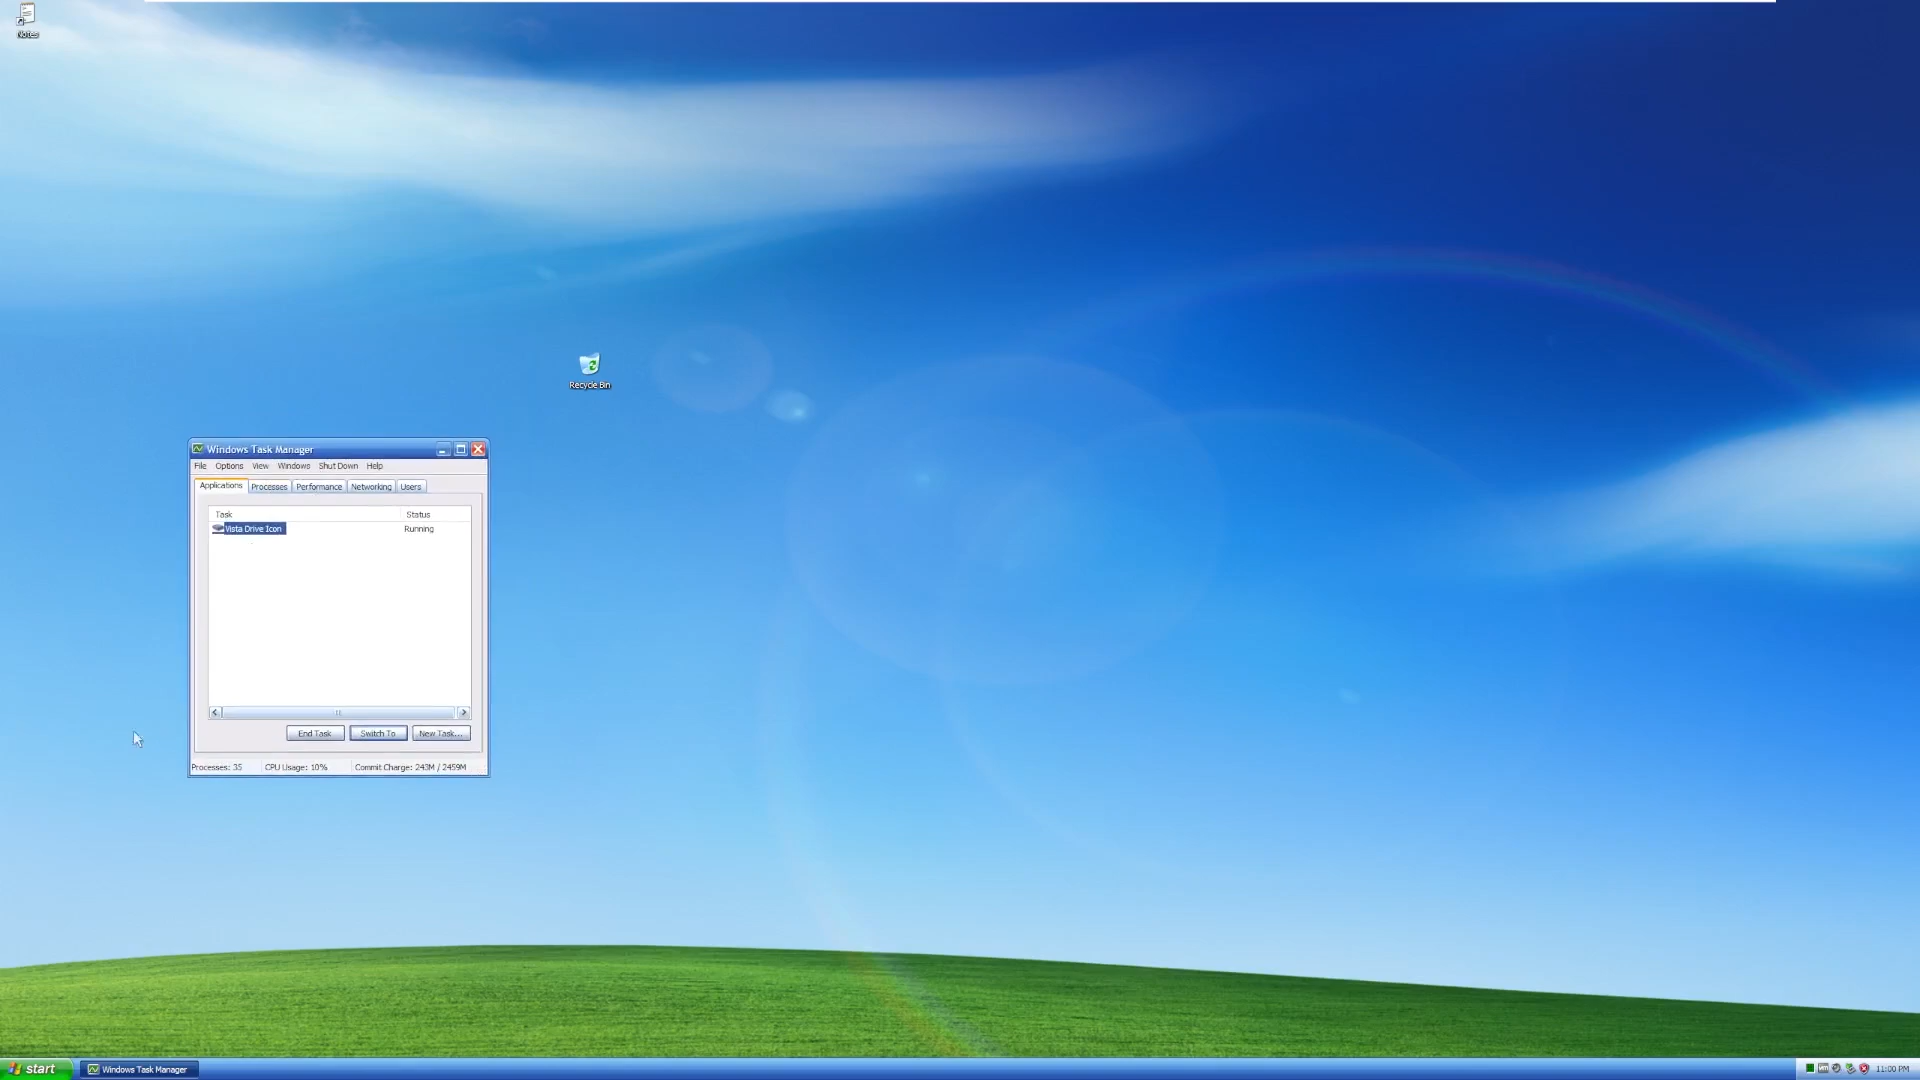 Notes
Recycle Bin
Windows Task Manager
File Options View Windows Shut Down Help
Applications Processes Performance Networking Users
Task Status
Vista Drive Icon Running
End Task Switch To New Task...
Processes: 35 CPU Usage: 10% Commit Charge: 243M / 2459M
start Windows Task Manager 11:00 PM